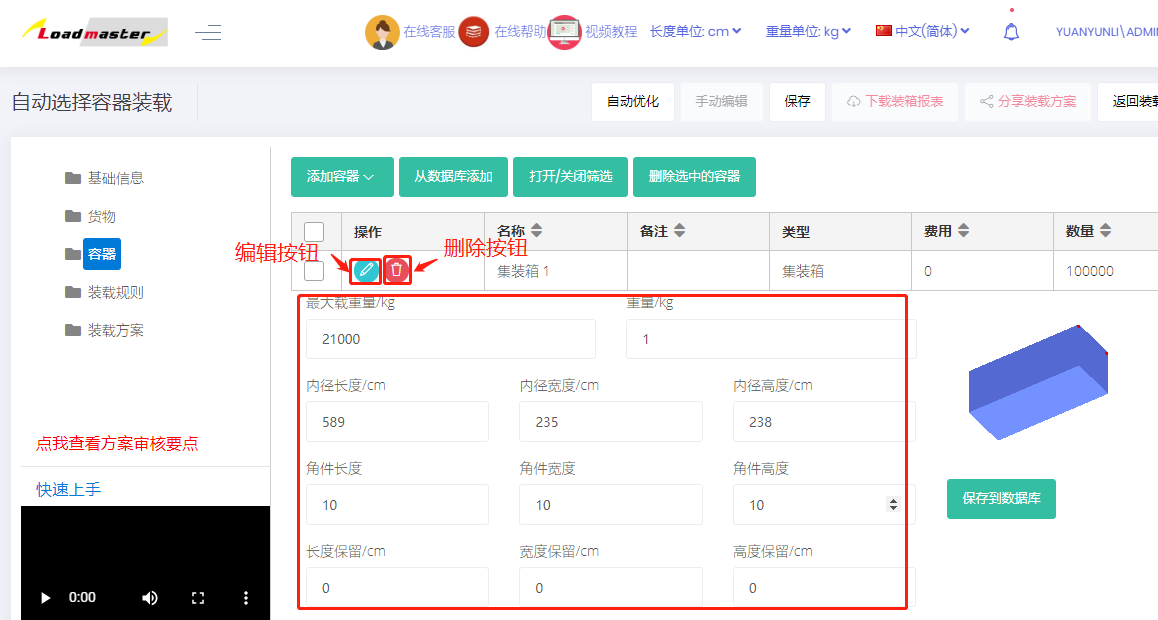 Loadmaster
在线客服
在线帮助
视频教程
长度单位: cm
重量单位: kg
中文(简体)
YUANYUNLI\ADMI
自动选择容器装载
自动优化
手动编辑
保存
下载装箱报表
分享装载方案
返回装载
基础信息
货物
容器
装载规则
装载方案
点我查看方案审核要点
快速上手
0:00
添加容器
从数据库添加
打开/关闭筛选
删除选中的容器
操作 名称 备注 类型 费用 数量
编辑按钮
删除按钮
集装箱 1 集装箱 0 100000
最大载重量/kg 重量/kg
21000 1
内径长度/cm 内径宽度/cm 内径高度/cm
589 235 238
角件长度 角件宽度 角件高度
10 10 10
保存到数据库
长度保留/cm 宽度保留/cm 高度保留/cm
0 0 0